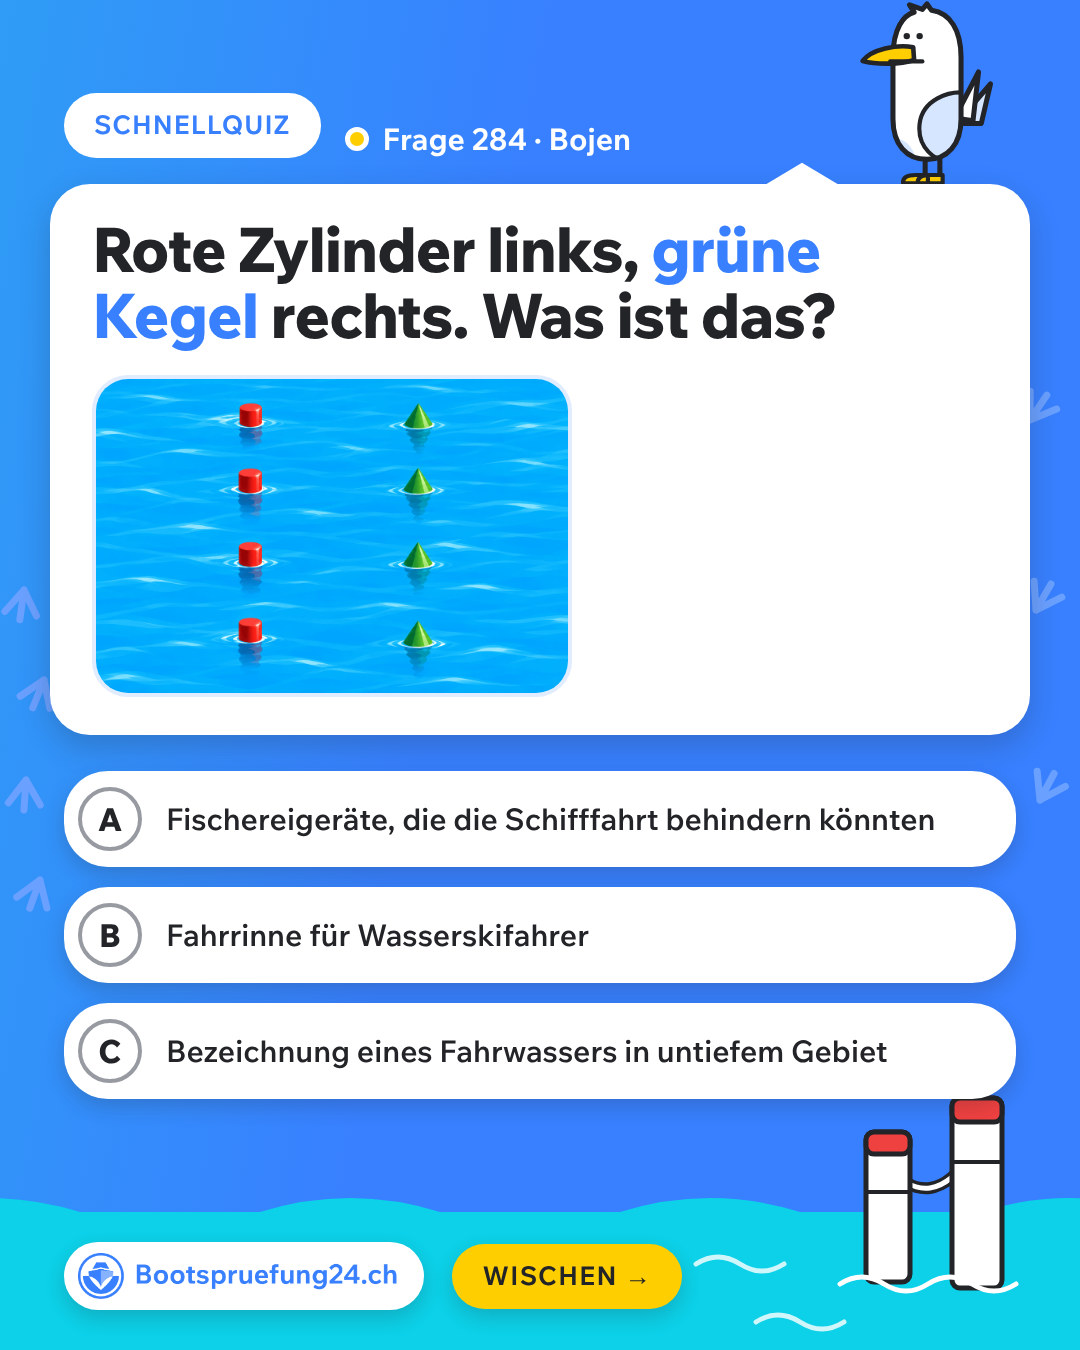 SCHNELLQUIZ
Frage 284 · Bojen
Rote Zylinder links, grüne
Kegel rechts. Was ist das?
A Fischereigeräte, die die Schifffahrt behindern könnten
B Fahrrinne für Wasserskifahrer
C Bezeichnung eines Fahrwassers in untiefem Gebiet
Bootspruefung24.ch
WISCHEN →